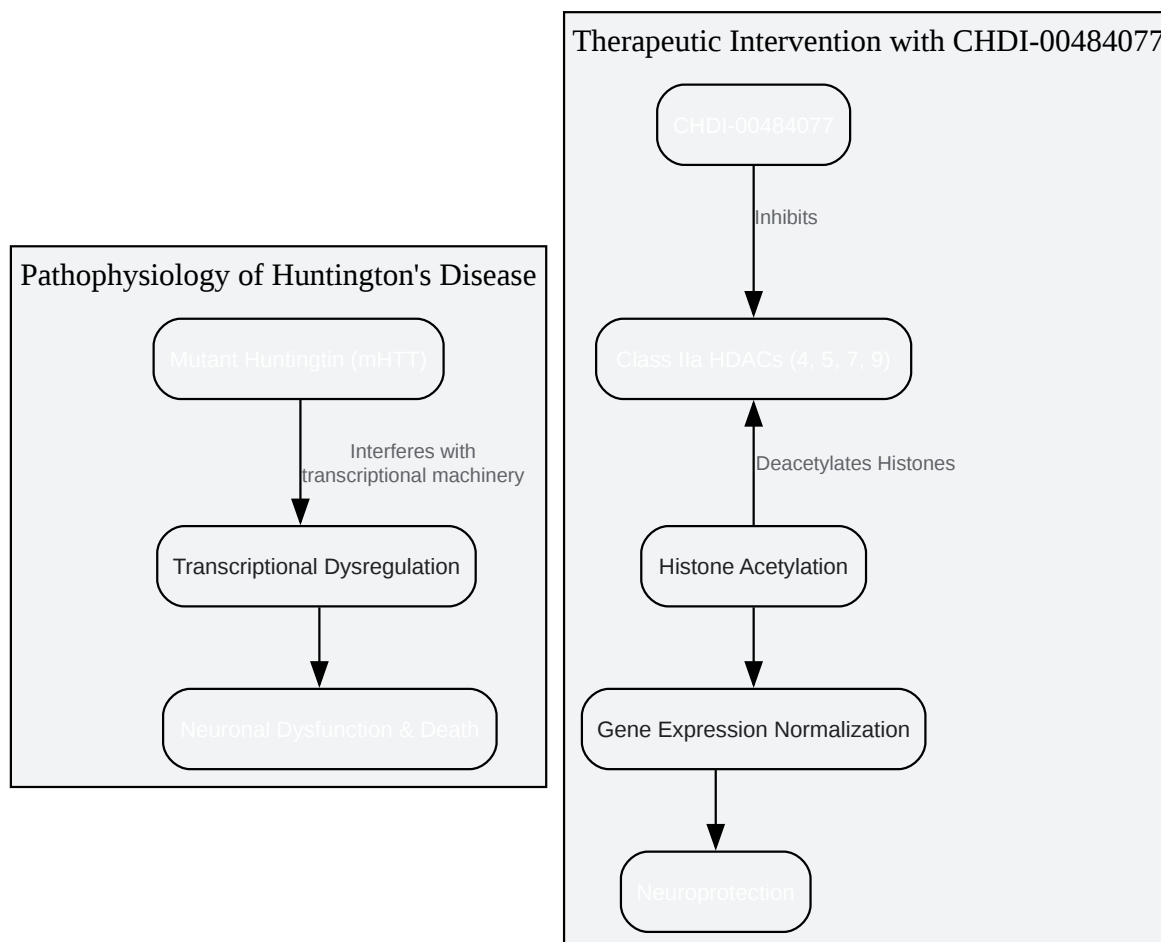 Pathophysiology of Huntington's Disease
Mutant Huntingtin (mHTT)
Interferes with
transcriptional machinery
Transcriptional Dysregulation
Neuronal Dysfunction & Death
Therapeutic Intervention with CHDI-00484077
CHDI-00484077
Inhibits
Class IIa HDACs (4, 5, 7, 9)
Deacetylates Histones
Histone Acetylation
Gene Expression Normalization
Neuroprotection